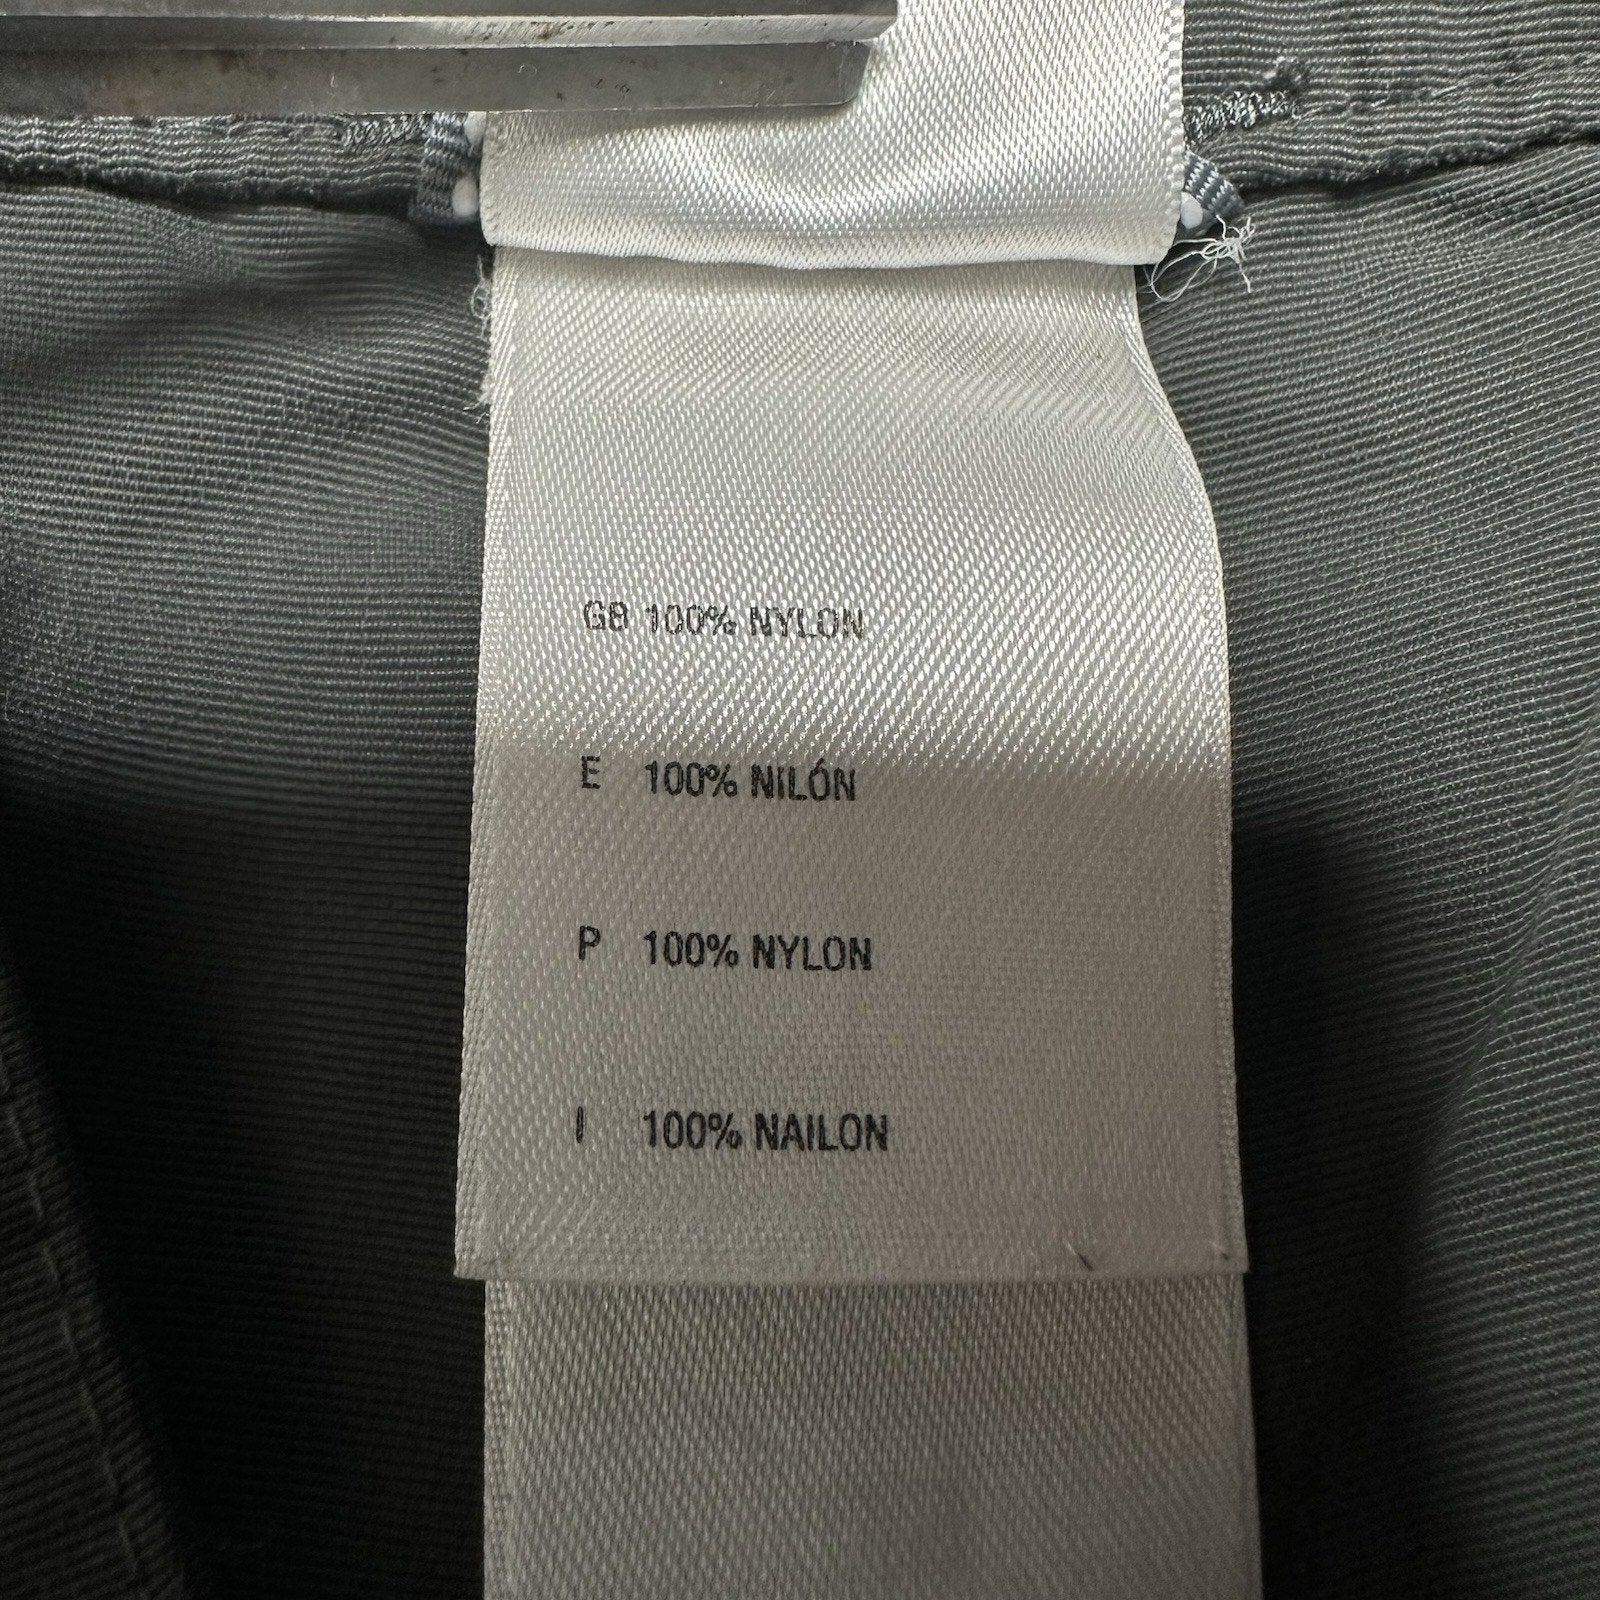 GB 100% NYLON
E 100% NILÓN
P 100% NYLON
I 100% NAILON